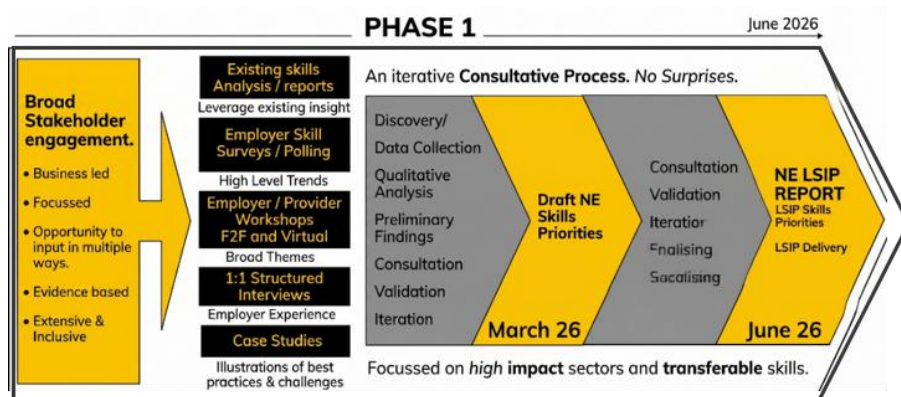 PHASE 1
June 2026
Broad
Stakeholder
engagement.
• Business led
• Focussed
• Opportunity to
input in multiple
ways.
• Evidence based
• Extensive &
Inclusive
Existing skills
Analysis / reports
Leverage existing insight
Employer Skill
Surveys / Polling
High Level Trends
Employer / Provider
Workshops
F2F and Virtual
Broad Themes
1:1 Structured
Interviews
Employer Experience
Case Studies
Illustrations of best
practices & challenges
An iterative Consultative Process. No Surprises.
Discovery/
Data Collection
Qualitative
Analysis
Preliminary
Findings
Consultation
Validation
Iteration
Draft NE
Skills
Priorities
March 26
Consultation
Validation
Iteration
NE LSIP
REPORT
LSIP Skills
Priorities
LSIP Delivery
June 26
Focussed on high impact sectors and transferable skills.